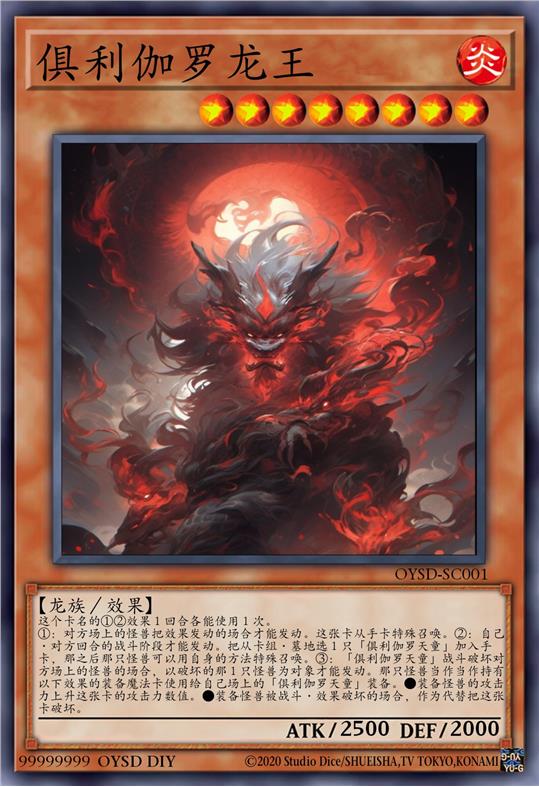 俱利伽罗龙王
炎
OYSD-SC001
【龙族／效果】
这个卡名的①②效果１回合各能使用１次。
①：对方场上的怪兽把效果发动的场合才能发动。这张卡从手卡特殊召唤。②：自己
·对方回合的战斗阶段才能发动。把从卡组·墓地选１只「俱利伽罗天童」加入手
卡，那之后那只怪兽可以用自身的方法特殊召唤。③：「俱利伽罗天童」战斗破坏对
方场上的怪兽的场合，以破坏的那１只怪兽为对象才能发动。那只怪兽当作当作持有
以下效果的装备魔法卡使用给自己场上的「俱利伽罗天童」装备。●装备怪兽的攻击
力上升这张卡的攻击力数值。●装备怪兽被战斗·效果破坏的场合，作为代替把这张
卡破坏。
ATK/2500 DEF/2000
99999999 OYSD DIY ©2020 Studio Dice/SHUEISHA,TV TOKYO,KONAMI